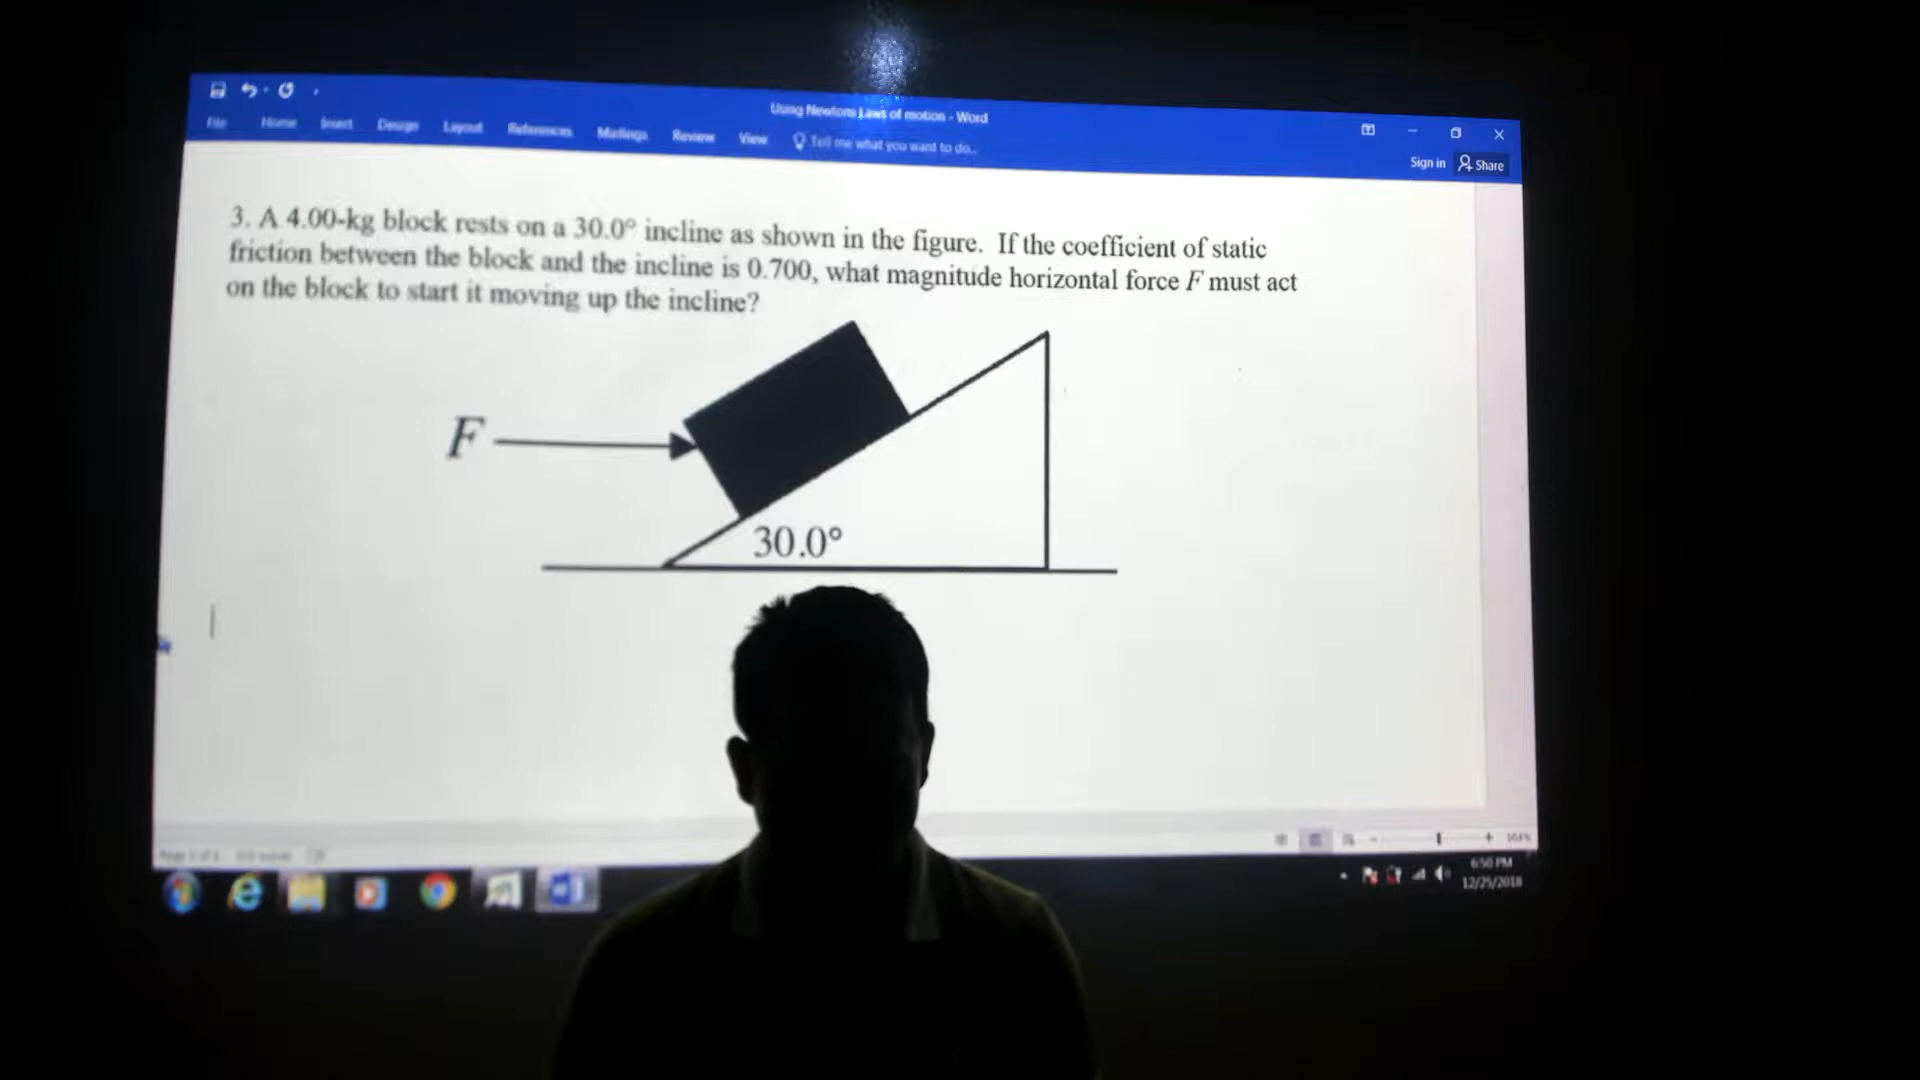 Using Newtons Laws of motion - Word
File Home Insert Design Layout References Mailings Review View Tell me what you want to do...
Sign in Share
3. A 4.00-kg block rests on a 30.0° incline as shown in the figure. If the coefficient of static
friction between the block and the incline is 0.700, what magnitude horizontal force F must act
on the block to start it moving up the incline?
F
30.0°
6:50 PM
12/25/2018